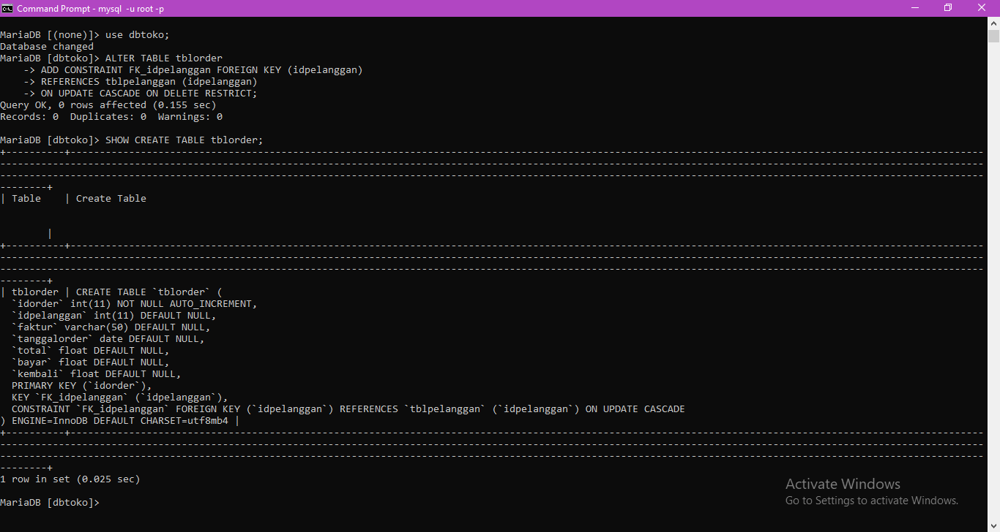 Command Prompt - mysql  -u root -p
MariaDB [(none)]> use dbtoko;
Database changed
MariaDB [dbtoko]> ALTER TABLE tblorder
    -> ADD CONSTRAINT FK_idpelanggan FOREIGN KEY (idpelanggan)
    -> REFERENCES tblpelanggan (idpelanggan)
    -> ON UPDATE CASCADE ON DELETE RESTRICT;
Query OK, 0 rows affected (0.155 sec)
Records: 0  Duplicates: 0  Warnings: 0
MariaDB [dbtoko]> SHOW CREATE TABLE tblorder;
| Table    | Create Table
|
| tblorder | CREATE TABLE `tblorder` (
  `idorder` int(11) NOT NULL AUTO_INCREMENT,
  `idpelanggan` int(11) DEFAULT NULL,
  `faktur` varchar(50) DEFAULT NULL,
  `tanggalorder` date DEFAULT NULL,
  `total` float DEFAULT NULL,
  `bayar` float DEFAULT NULL,
  `kembali` float DEFAULT NULL,
  PRIMARY KEY (`idorder`),
  KEY `FK_idpelanggan` (`idpelanggan`),
  CONSTRAINT `FK_idpelanggan` FOREIGN KEY (`idpelanggan`) REFERENCES `tblpelanggan` (`idpelanggan`) ON UPDATE CASCADE
) ENGINE=InnoDB DEFAULT CHARSET=utf8mb4 |
1 row in set (0.025 sec)
MariaDB [dbtoko]>
Activate Windows
Go to Settings to activate Windows.